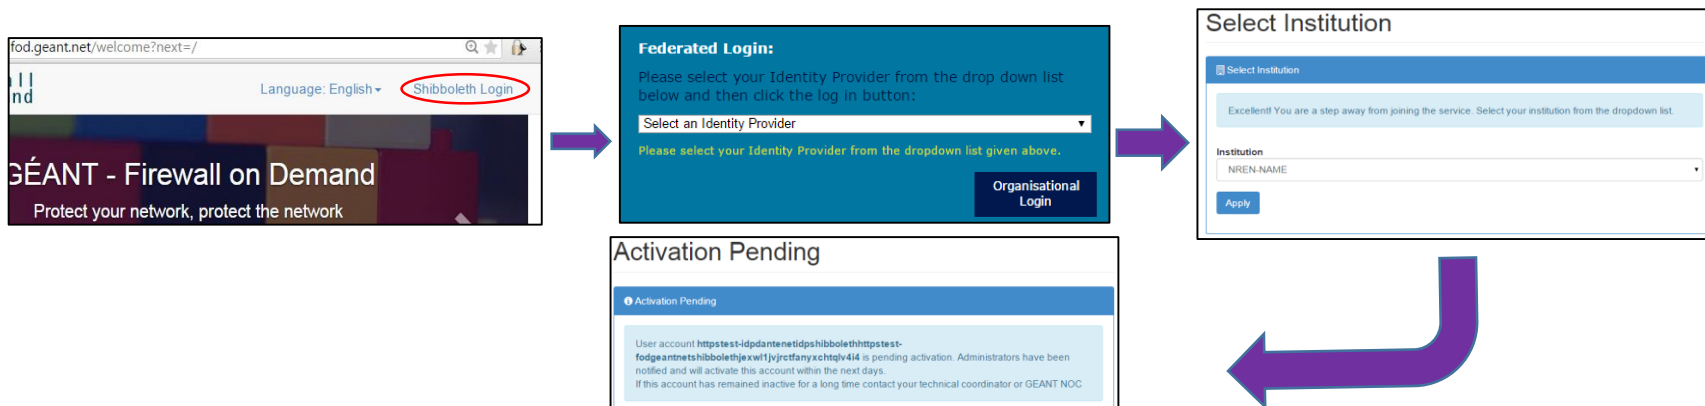 fod.geant.net/welcome?next=/
Language: English
Shibboleth Login
GÉANT - Firewall on Demand
Protect your network, protect the network
Federated Login:
Please select your Identity Provider from the drop down list
below and then click the log in button:
Select an Identity Provider
Please select your Identity Provider from the dropdown list given above.
Organisational
Login
Select Institution
Select Institution
Excellent! You are a step away from joining the service. Select your institution from the dropdown list.
Institution
NREN-NAME
Apply
Activation Pending
Activation Pending
User account httpstest-idpdantenetidpshibbolethhttpstest-
fodgeantnetshibbolethjexwl1jvjrctfanyxchtqlv4i4 is pending activation. Administrators have been
notified and will activate this account within the next days.
If this account has remained inactive for a long time contact your technical coordinator or GEANT NOC